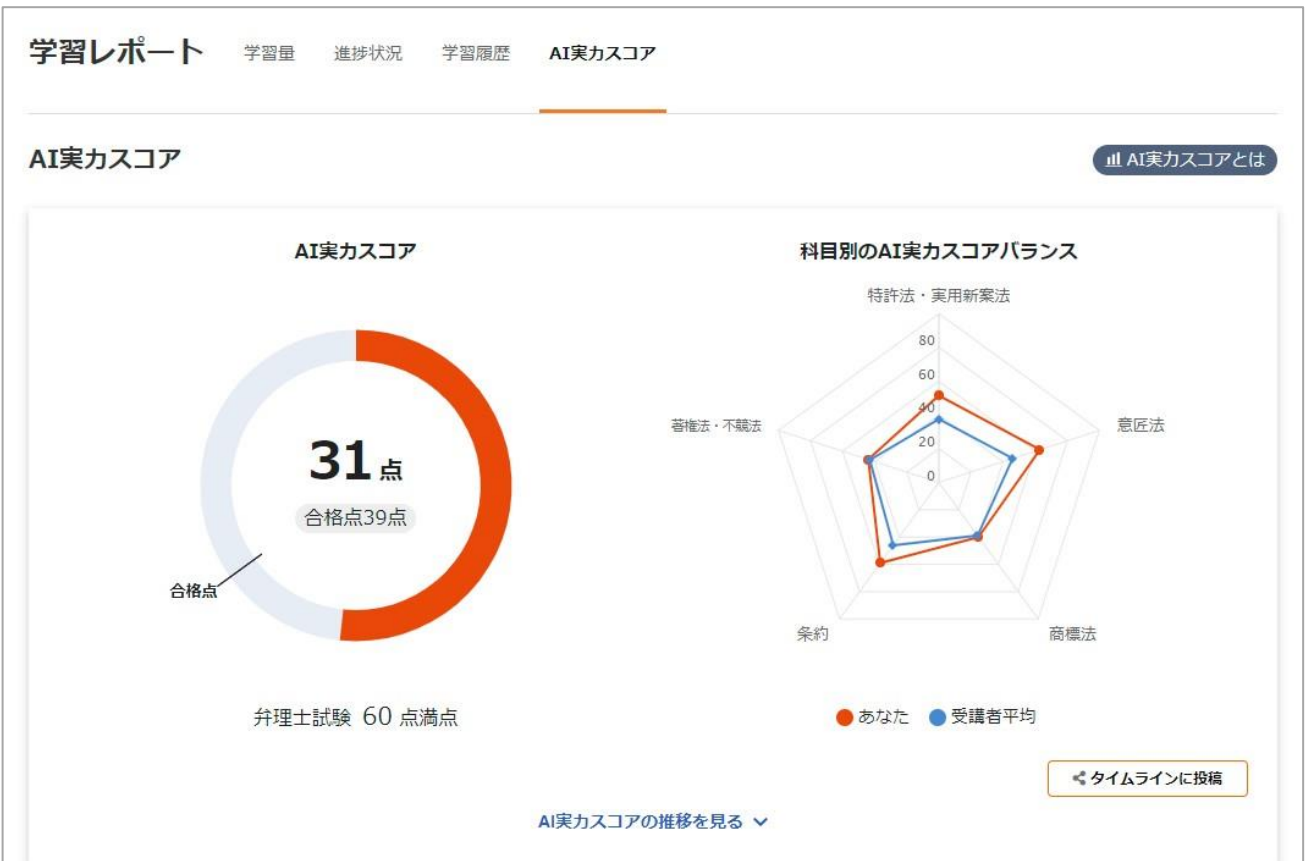 学習レポート 学習量 進捗状況 学習履歴 AI実力スコア
AI実力スコア
AI実力スコアとは
AI実力スコア
31点
合格点39点
合格点
弁理士試験 60 点満点
科目別のAI実力スコアバランス
特許法・実用新案法
80
60
40
20
0
著権法・不競法
意匠法
条約
商標法
あなた 受講者平均
タイムラインに投稿
AI実力スコアの推移を見る